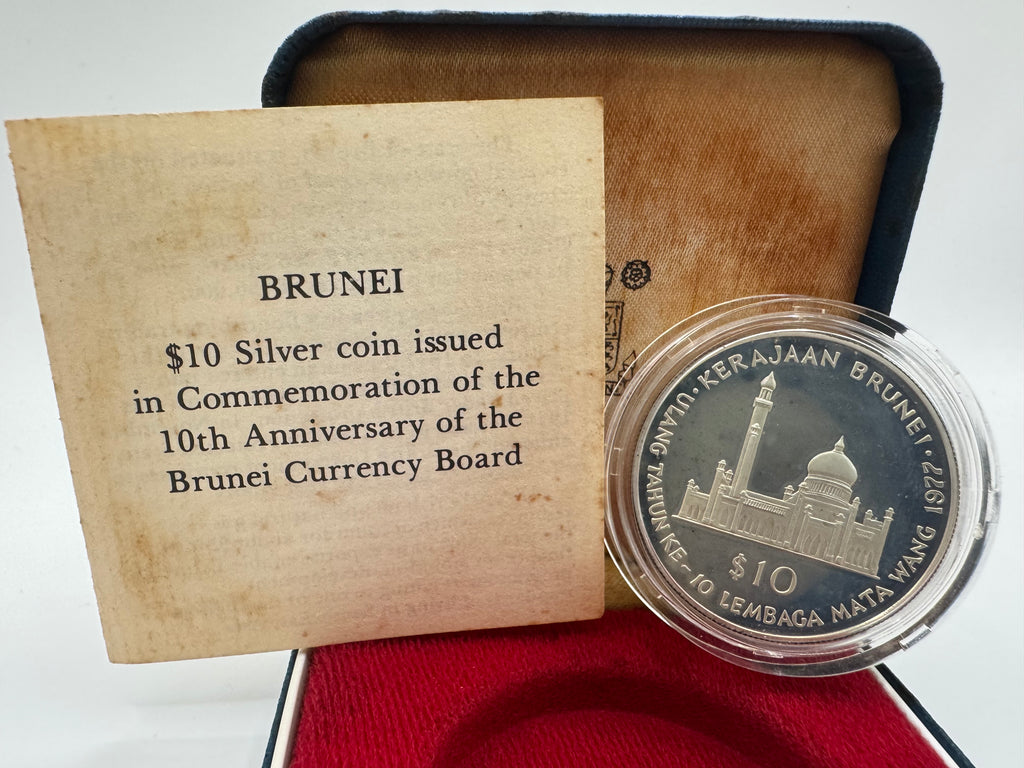 BRUNEI
$10 Silver coin issued
in Commemoration of the
10th Anniversary of the
Brunei Currency Board
KERAJAAN BRUNEI · 1977 ·
ULANG TAHUN KE-10 LEMBAGA MATA WANG
$10